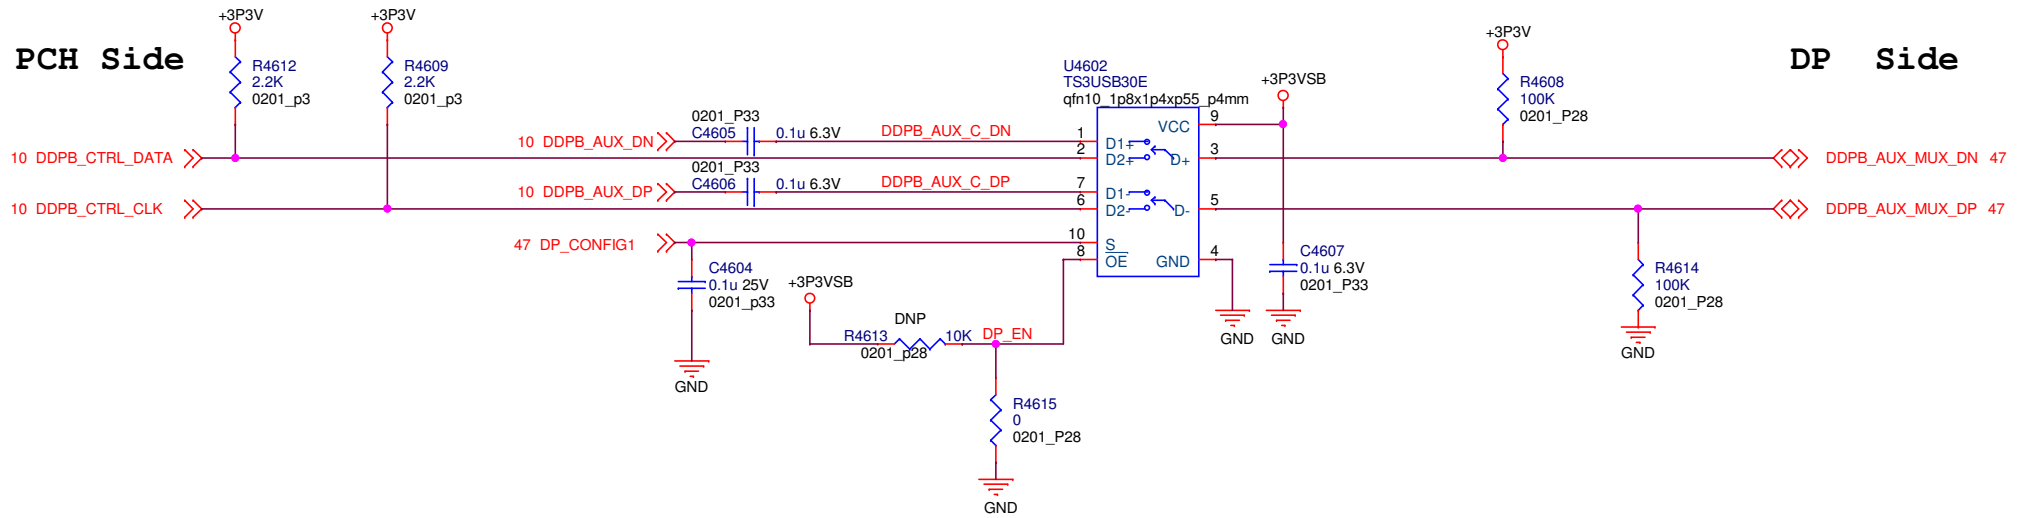 PCH Side
+3P3V
R4612
2.2K
0201_p3
+3P3V
R4609
2.2K
0201_p3
10 DDPB_CTRL_DATA
10 DDPB_CTRL_CLK
0201_P33
10 DDPB_AUX_DN
C4605
0.1u 6.3V
DDPB_AUX_C_DN
0201_P33
10 DDPB_AUX_DP
C4606
0.1u 6.3V
DDPB_AUX_C_DP
47 DP_CONFIG1
C4604
0.1u 25V
0201_p33
GND
+3P3VSB
DNP
R4613
10K
0201_p28
DP_EN
R4615
0
0201_P28
GND
U4602
TS3USB30E
qfn10_1p8x1p4xp55_p4mm
1
2
7
6
10
8
D1+
D2+
D1-
D2-
S
OE
VCC
D+
D-
GND
9
3
5
4
+3P3VSB
C4607
0.1u 6.3V
0201_P33
GND
GND
+3P3V
R4608
100K
0201_P28
R4614
100K
0201_P28
GND
DP Side
DDPB_AUX_MUX_DN 47
DDPB_AUX_MUX_DP 47